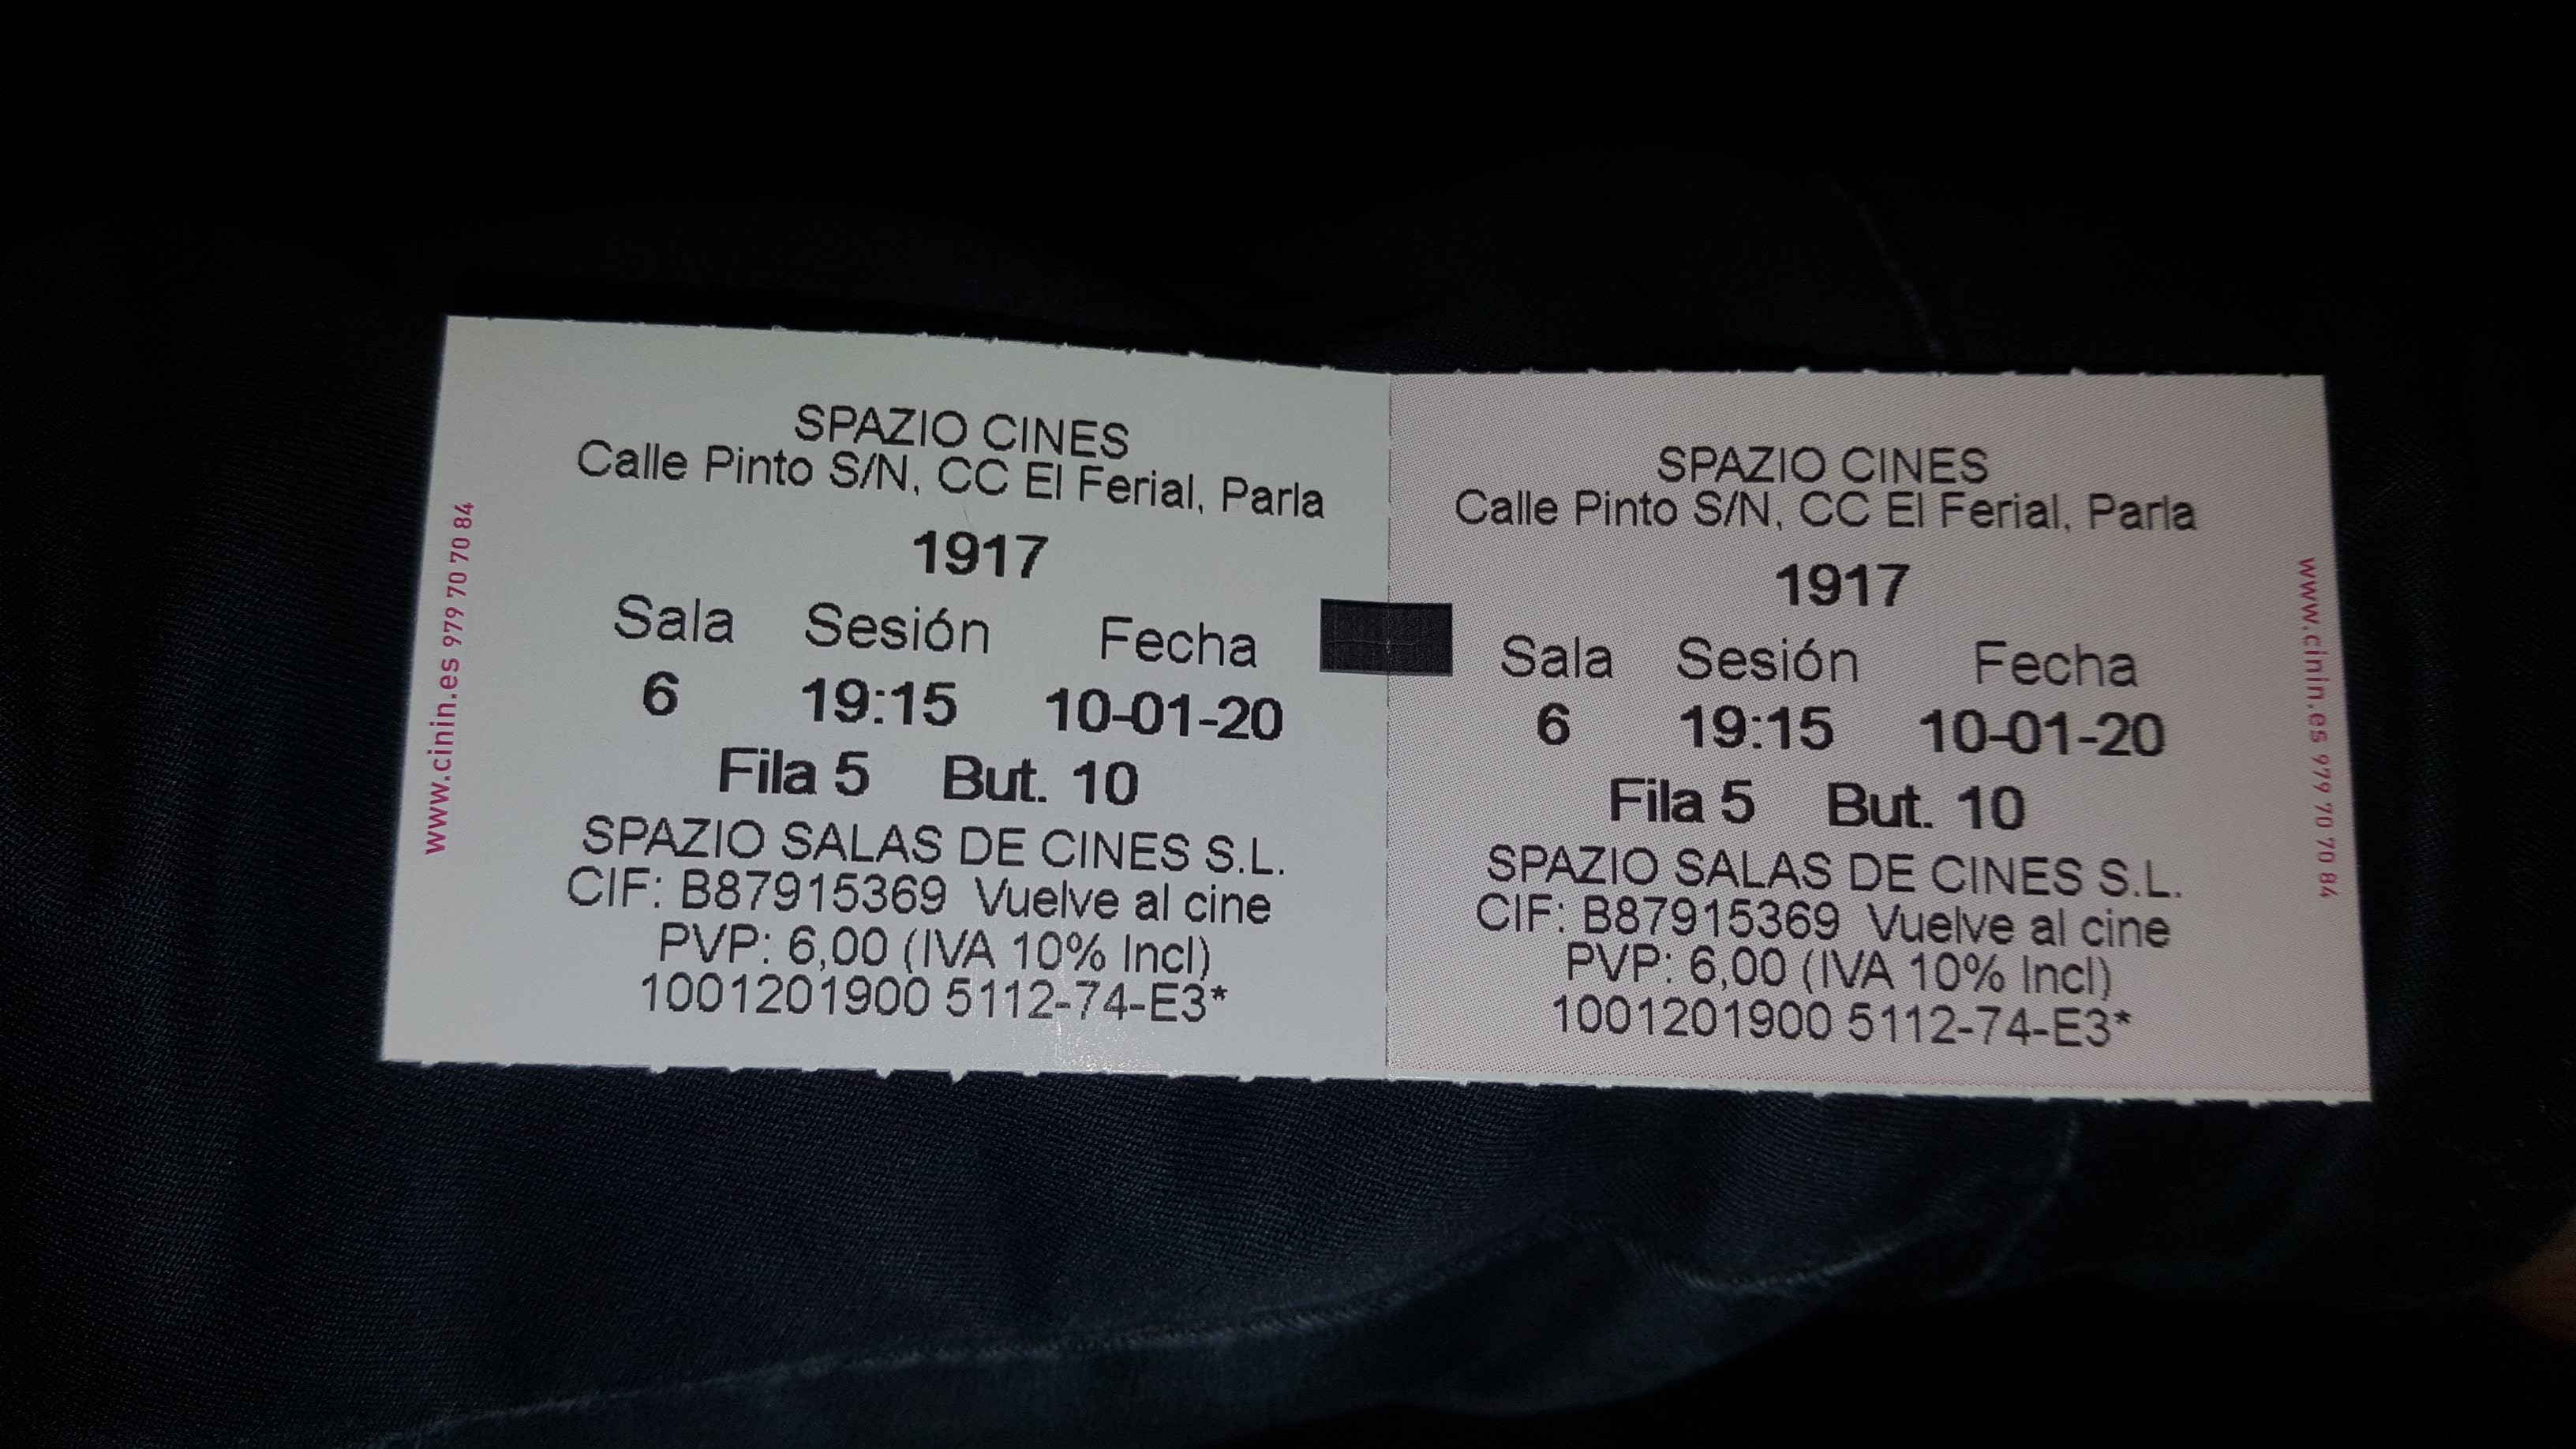 www.cinin.es 979 70 70 84
SPAZIO CINES
Calle Pinto S/N, CC El Ferial, Parla
1917
Sala Sesión Fecha
6 19:15 10-01-20
Fila 5 But. 10
SPAZIO SALAS DE CINES S.L.
CIF: B87915369 Vuelve al cine
PVP: 6,00 (IVA 10% Incl)
1001201900 5112-74-E3*
SPAZIO CINES
Calle Pinto S/N, CC El Ferial, Parla
1917
Sala Sesión Fecha
6 19:15 10-01-20
Fila 5 But. 10
SPAZIO SALAS DE CINES S.L.
CIF: B87915369 Vuelve al cine
PVP: 6,00 (IVA 10% Incl)
1001201900 5112-74-E3*
www.cinin.es 979 70 70 84